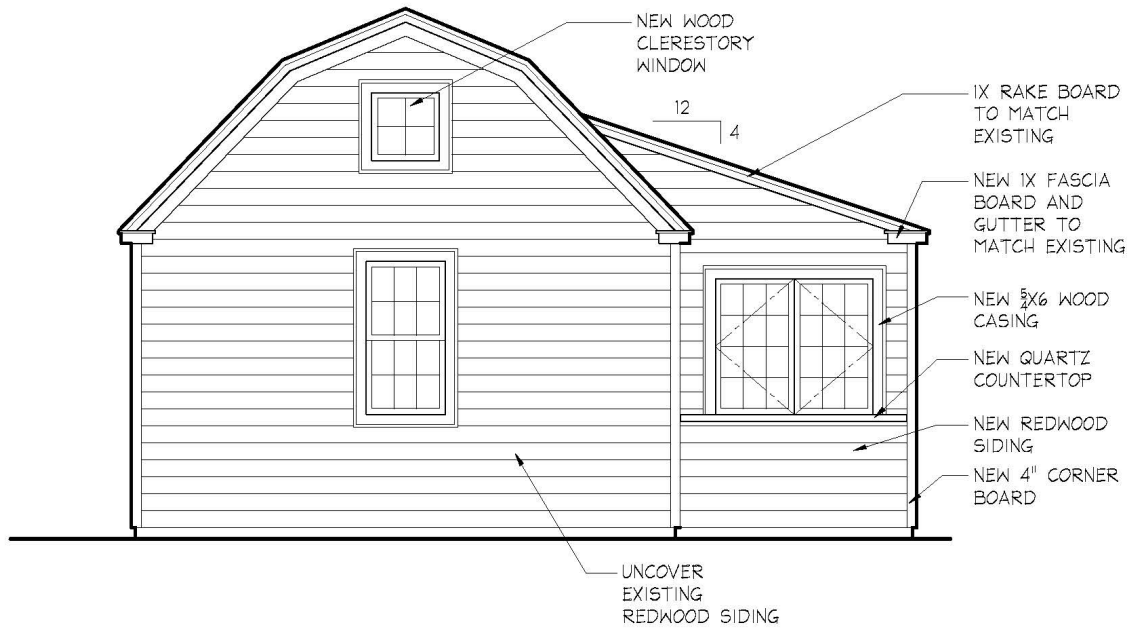 NEW WOOD
CLERESTORY
WINDOW
12
4
1X RAKE BOARD
TO MATCH
EXISTING
NEW 1X FASCIA
BOARD AND
GUTTER TO
MATCH EXISTING
NEW 5/4X6 WOOD
CASING
NEW QUARTZ
COUNTERTOP
NEW REDWOOD
SIDING
NEW 4" CORNER
BOARD
UNCOVER
EXISTING
REDWOOD SIDING